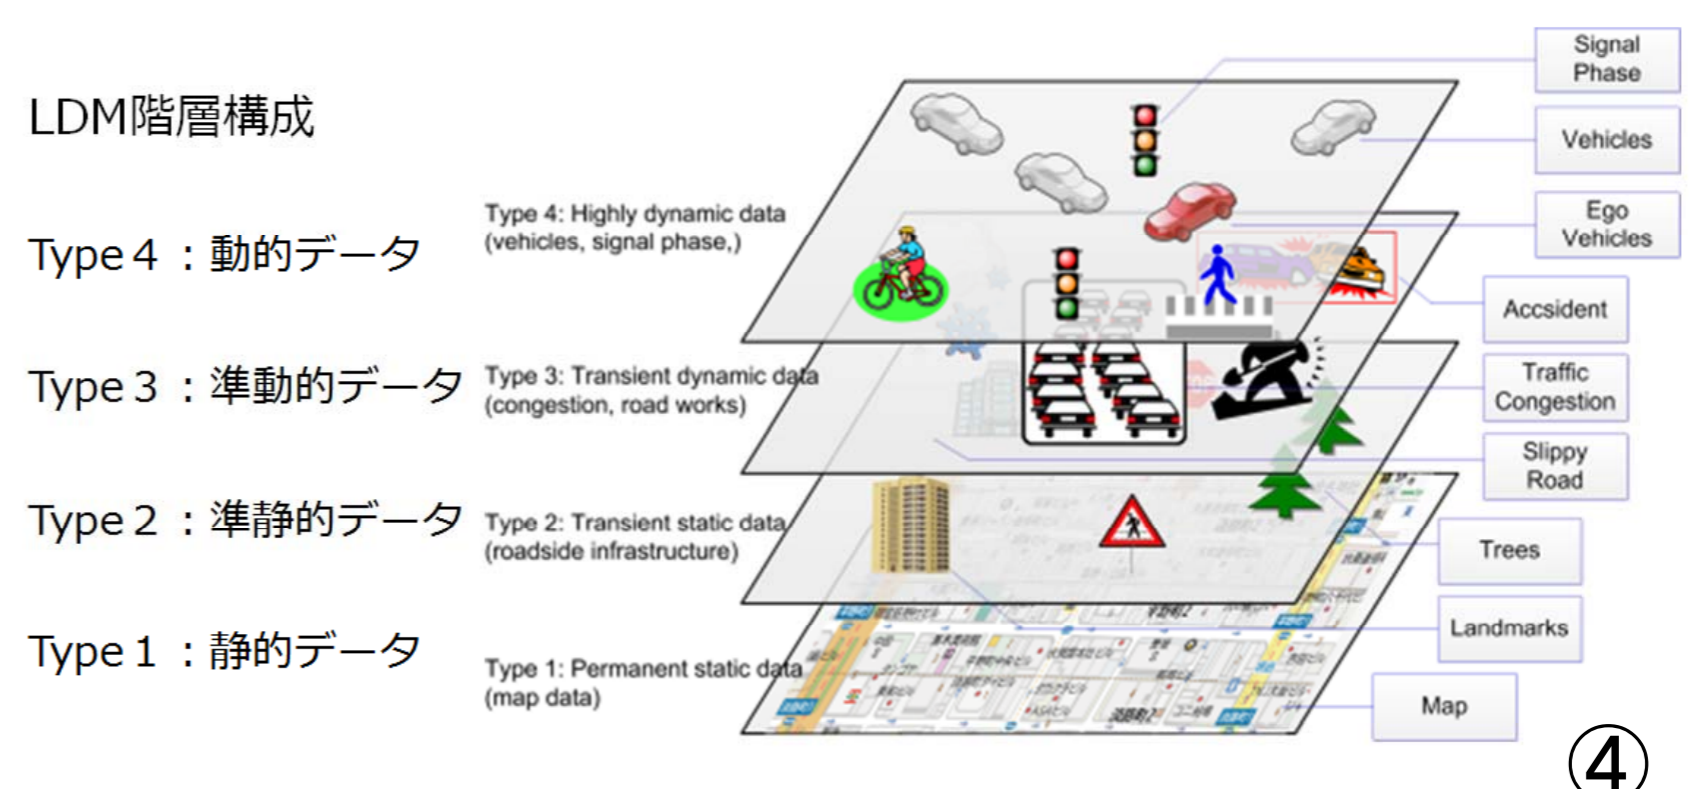 LDM階層構成
Type４：動的データ
Type 4: Highly dynamic data
(vehicles, signal phase,)
Type３：準動的データ
Type 3: Transient dynamic data
(congestion, road works)
Type２：準静的データ
Type 2: Transient static data
(roadside infrastructure)
Type１：静的データ
Type 1: Permanent static data
(map data)
Signal
Phase
Vehicles
Ego
Vehicles
Accsident
Traffic
Congestion
Slippy
Road
Trees
Landmarks
Map
④